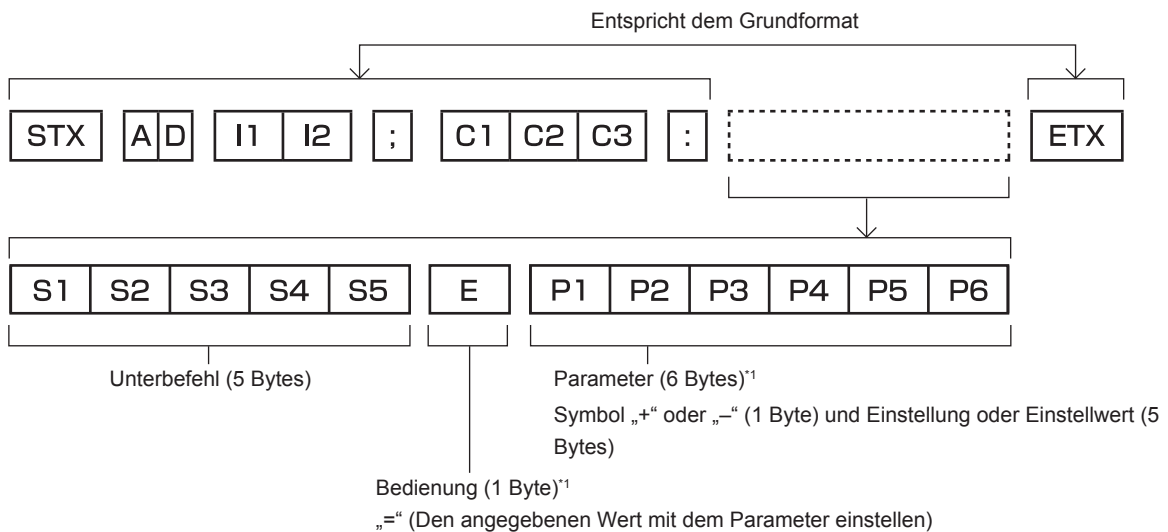 Entspricht dem Grundformat
STX A D I1 I2 ; C1 C2 C3 : ETX
S1 S2 S3 S4 S5 E P1 P2 P3 P4 P5 P6
Unterbefehl (5 Bytes)
Parameter (6 Bytes)*1
Symbol „+“ oder „–“ (1 Byte) und Einstellung oder Einstellwert (5
Bytes)
Bedienung (1 Byte)*1
„=“ (Den angegebenen Wert mit dem Parameter einstellen)